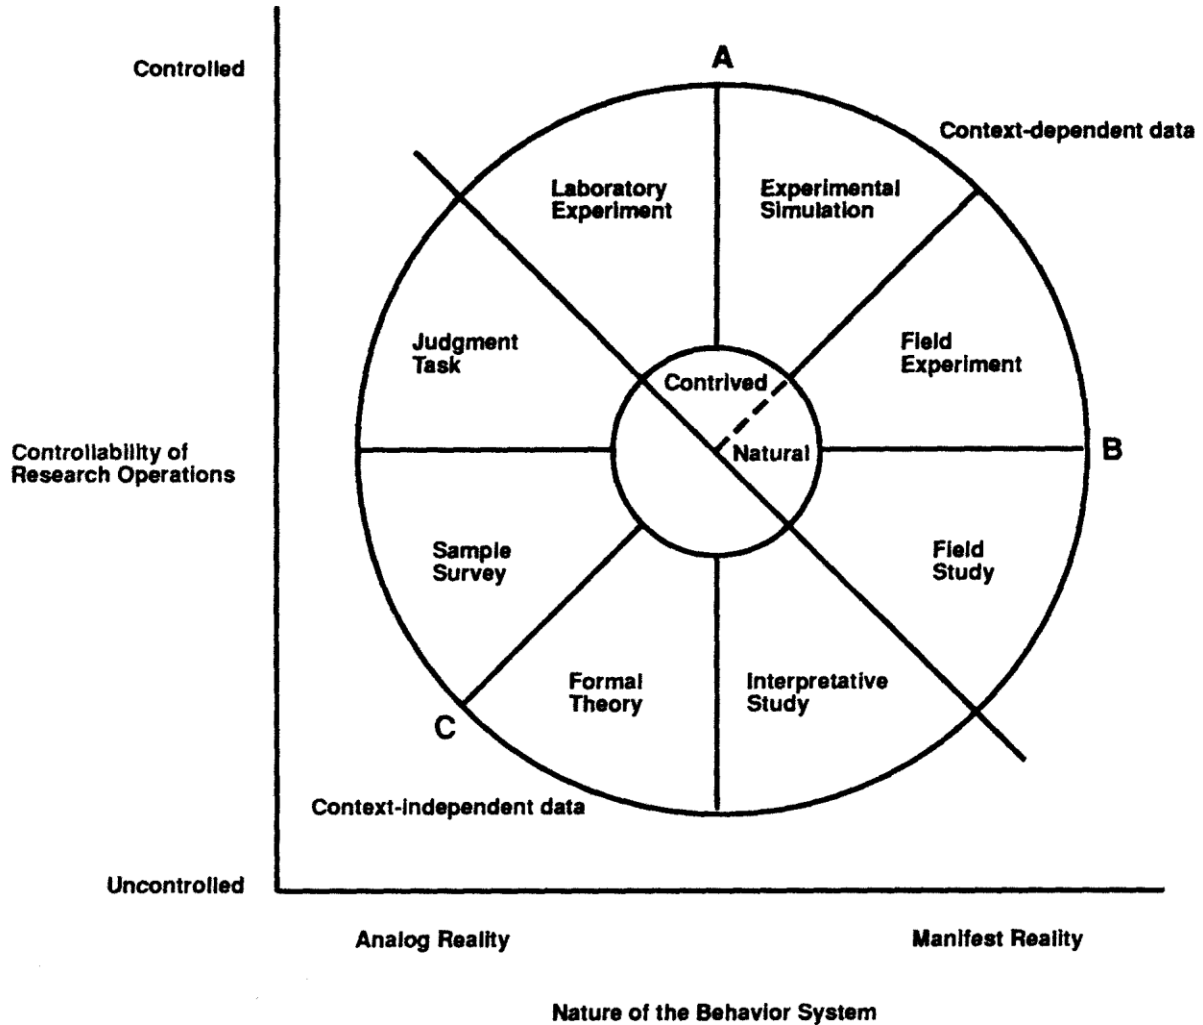 A
Controlled
Context-dependent data
Laboratory
Experiment
Experimental
Simulation
Judgment
Task
Field
Experiment
Contrived
Natural
B
Controllability of
Research Operations
Sample
Survey
Field
Study
Formal
Theory
Interpretative
Study
C
Context-independent data
Uncontrolled
Analog Reality
Manifest Reality
Nature of the Behavior System